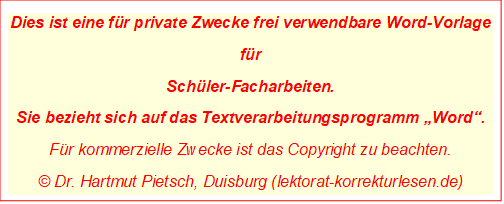 Dies ist eine für private Zwecke frei verwendbare Word-Vorlage
für
Schüler-Facharbeiten.
Sie bezieht sich auf das Textverarbeitungsprogramm „Word“.
Für kommerzielle Zwecke ist das Copyright zu beachten.
© Dr. Hartmut Pietsch, Duisburg (lektorat-korrekturlesen.de)